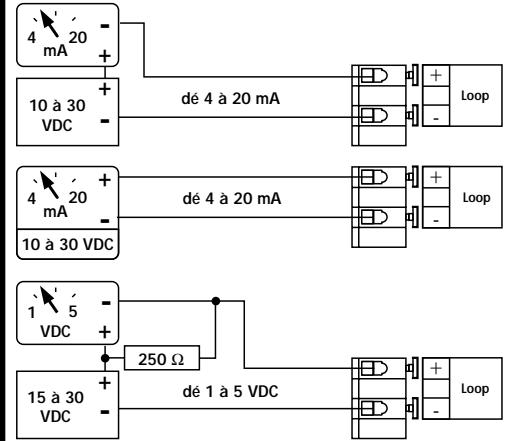 4 20
mA
-
+
10 à 30
VDC
+
-
dé 4 à 20 mA
+
-
Loop
4 20
mA
+
-
10 à 30 VDC
dé 4 à 20 mA
+
-
Loop
1 5
VDC
-
+
250 Ω
15 à 30
VDC
+
-
dé 1 à 5 VDC
+
-
Loop